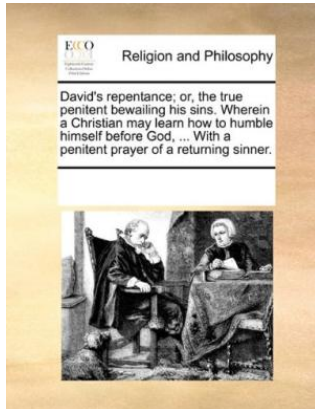 ECCO
Religion and Philosophy
David's repentance; or, the true
penitent bewailing his sins. Wherein
a Christian may learn how to humble
himself before God, ... With a
penitent prayer of a returning sinner.